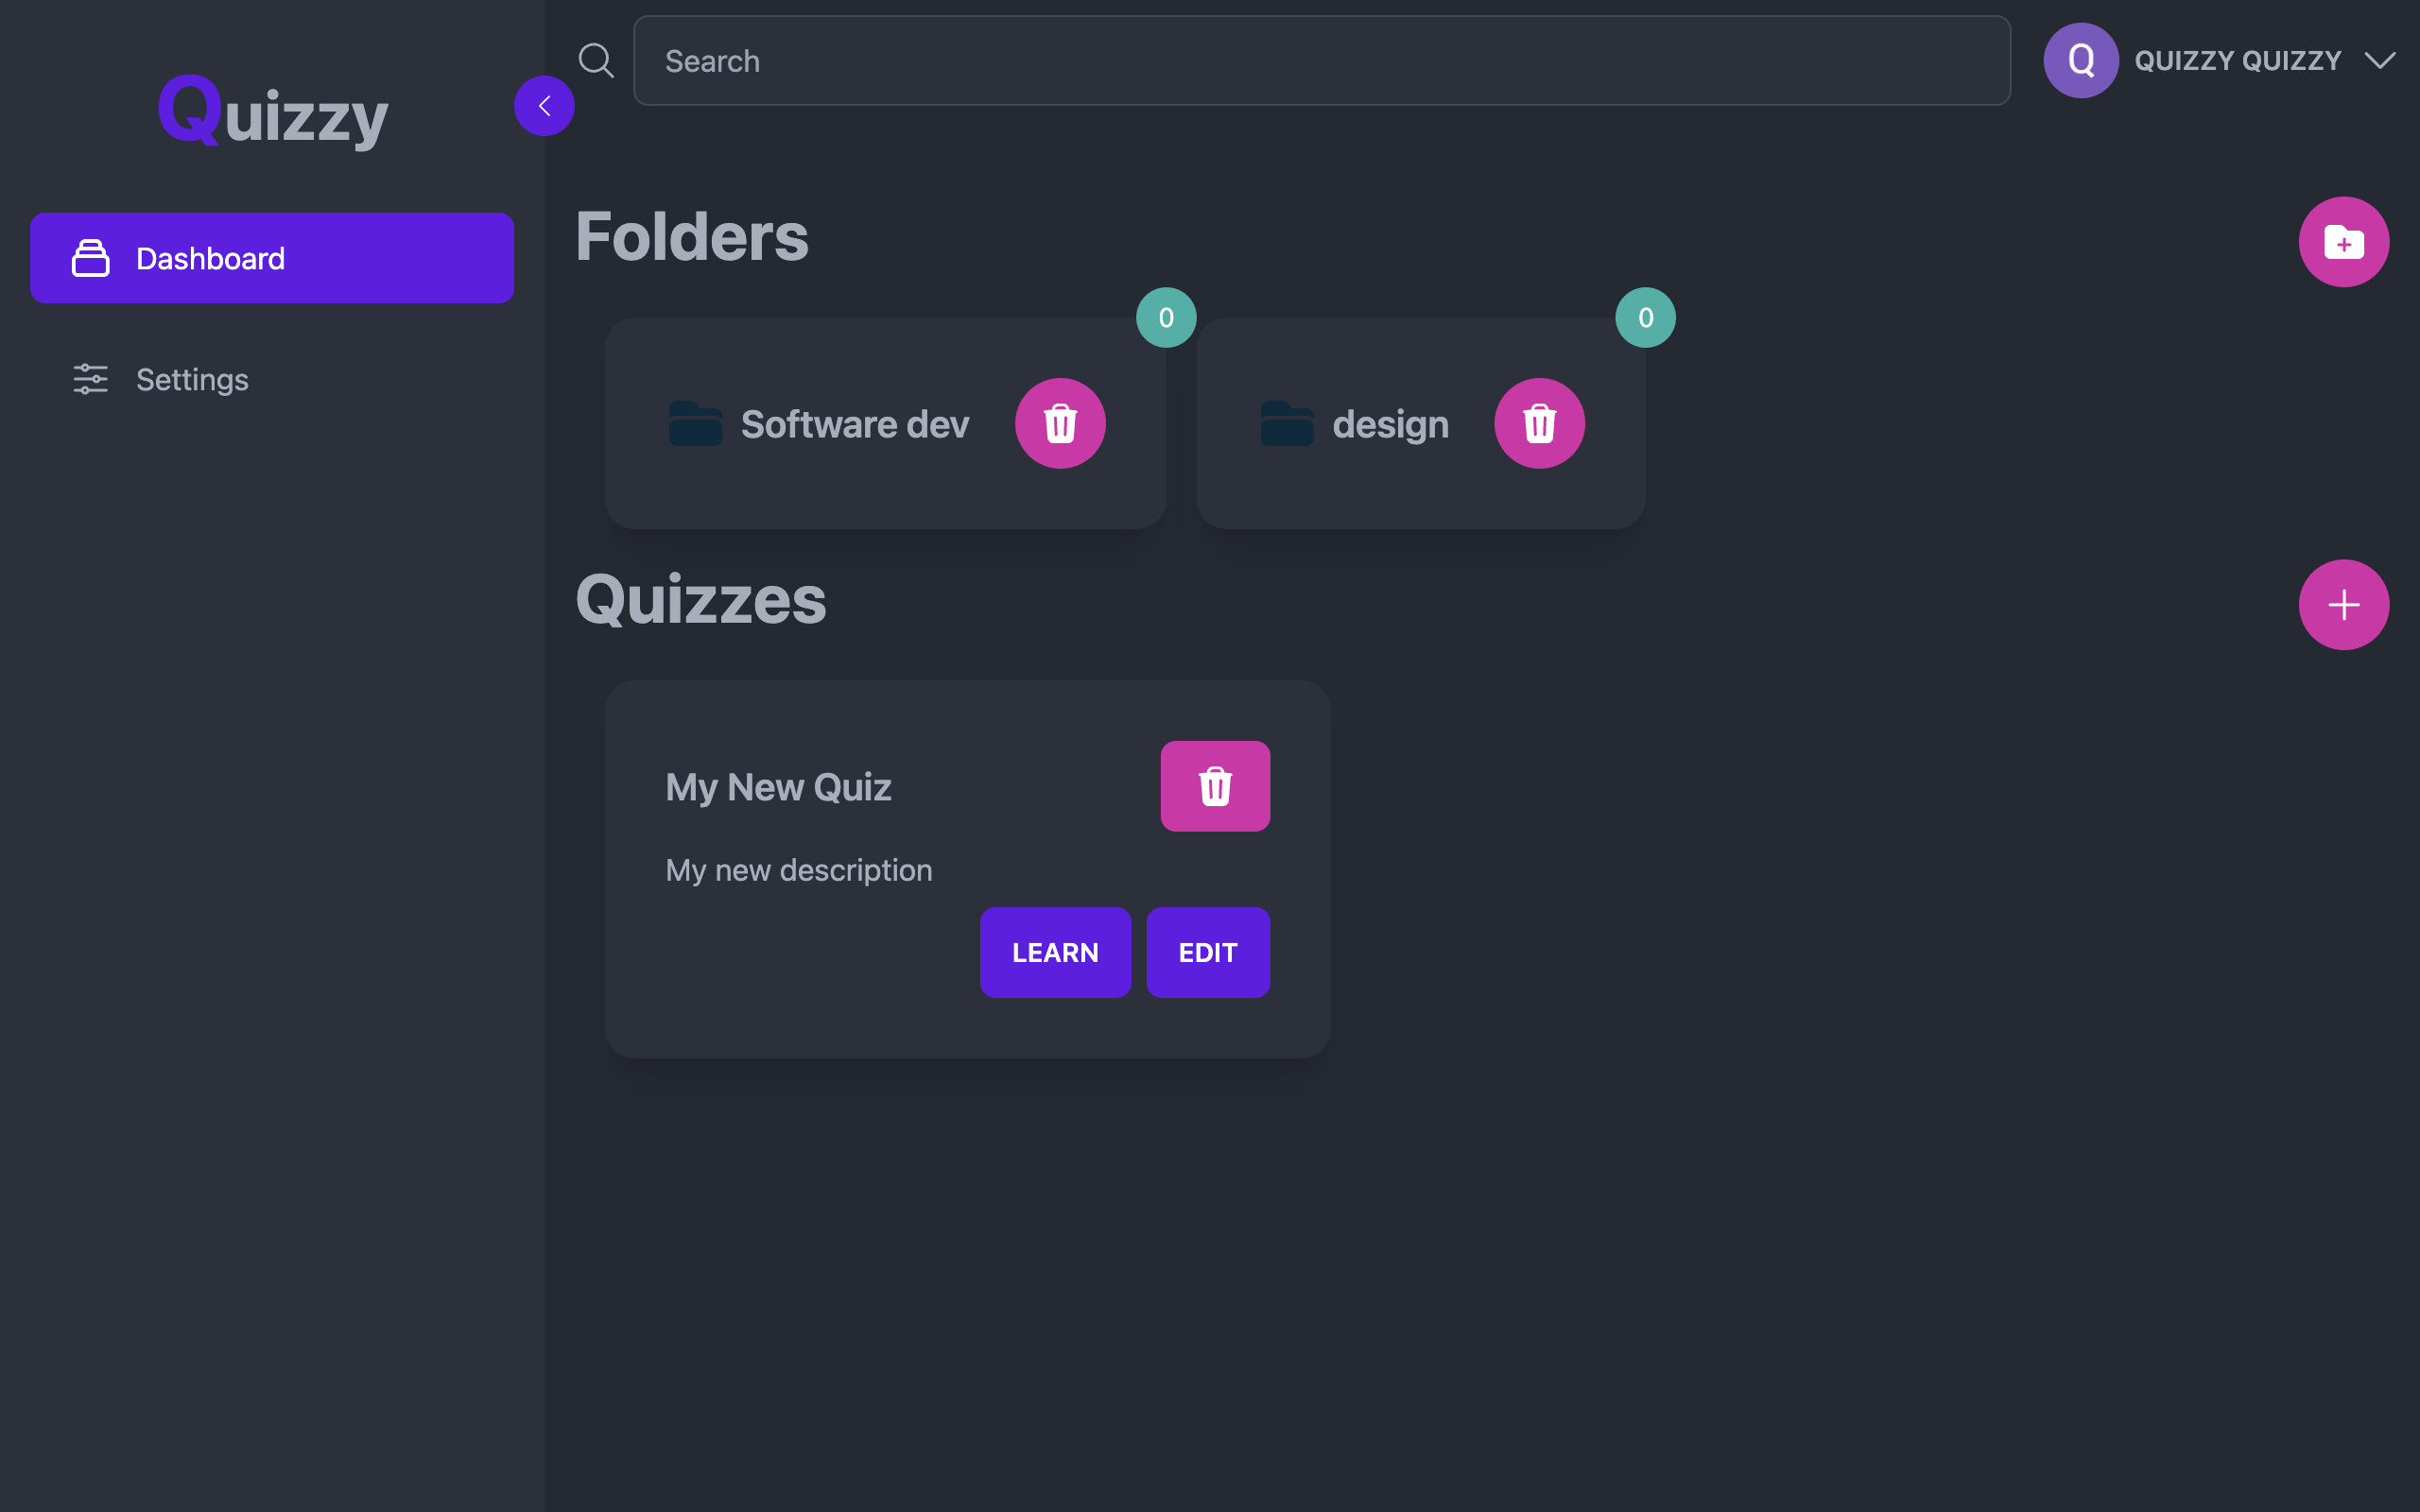 Quizzy
Dashboard
Settings
Search
Q
QUIZZY QUIZZY
Folders
0
0
Software dev
design
Quizzes
My New Quiz
My new description
LEARN
EDIT